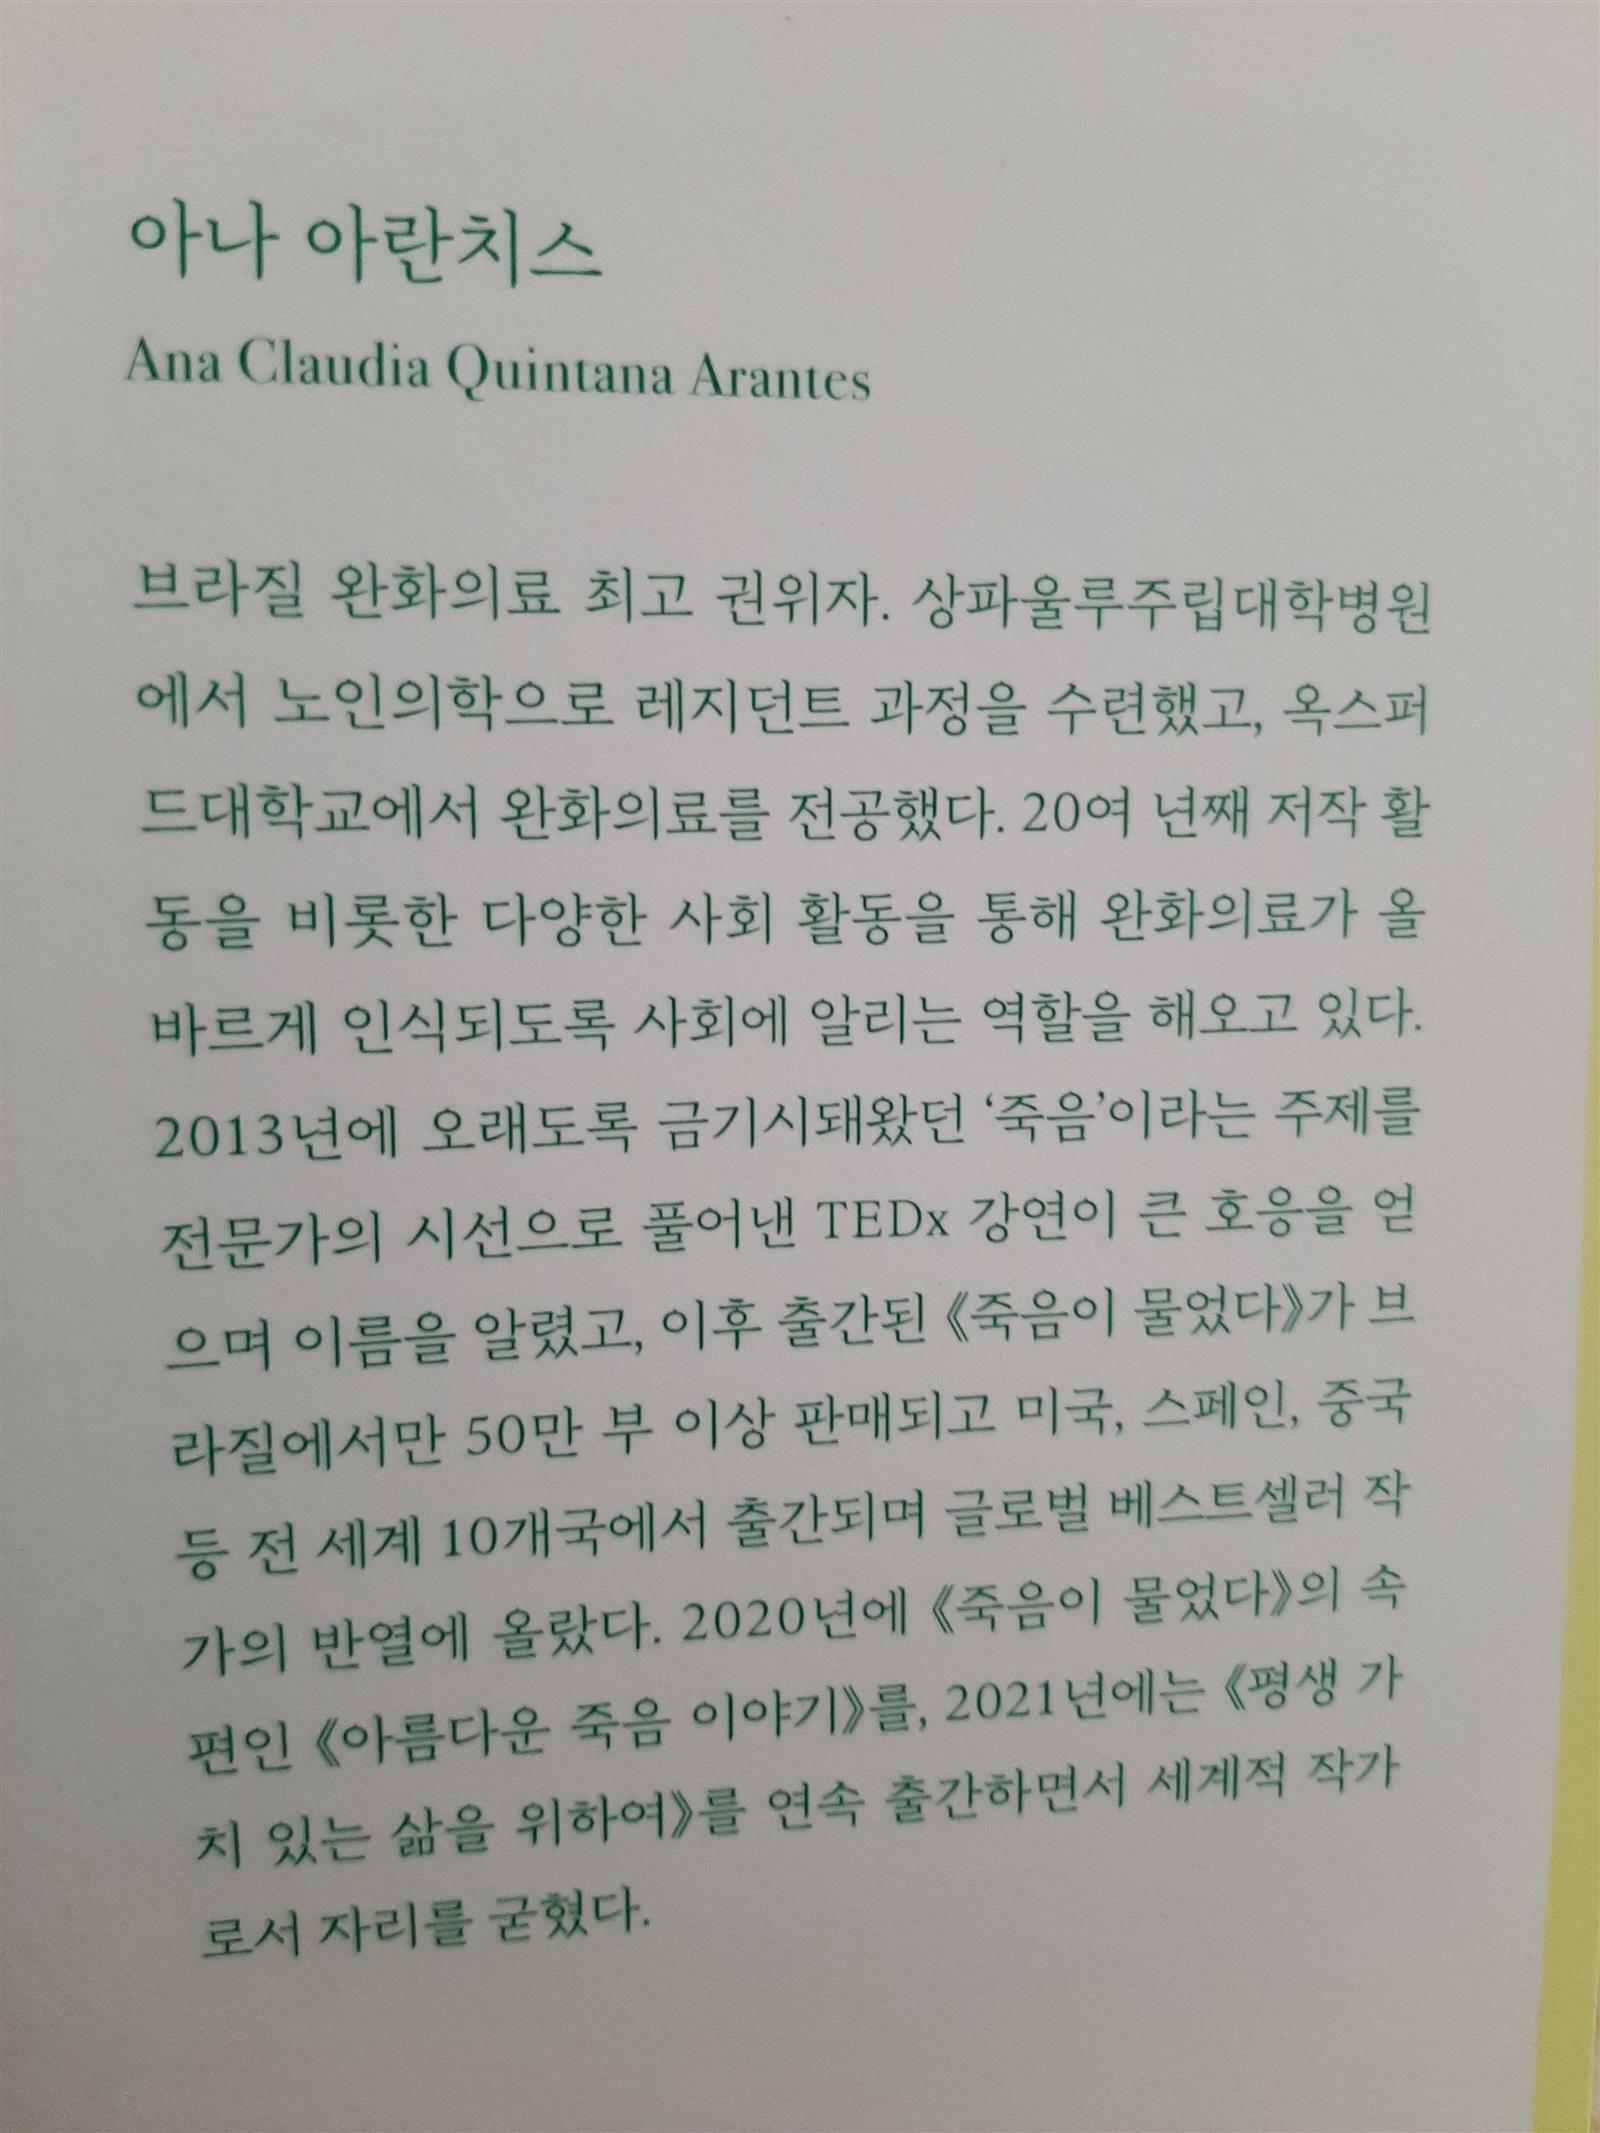 아나 아란치스
Ana Claudia Quintana Arantes
브라질 완화의료 최고 권위자. 상파울루주립대학병원
에서 노인의학으로 레지던트 과정을 수련했고, 옥스퍼
드대학교에서 완화의료를 전공했다. 20여 년째 저작 활
동을 비롯한 다양한 사회 활동을 통해 완화의료가 올
바르게 인식되도록 사회에 알리는 역할을 해오고 있다.
2013년에 오래도록 금기시돼왔던 ‘죽음’이라는 주제를
전문가의 시선으로 풀어낸 TEDx 강연이 큰 호응을 얻
으며 이름을 알렸고, 이후 출간된 《죽음이 물었다》가 브
라질에서만 50만 부 이상 판매되고 미국, 스페인, 중국
등 전 세계 10개국에서 출간되며 글로벌 베스트셀러 작
가의 반열에 올랐다. 2020년에 《죽음이 물었다》의 속
편인 《아름다운 죽음 이야기》를, 2021년에는 《평생 가
치 있는 삶을 위하여》를 연속 출간하면서 세계적 작가
로서 자리를 굳혔다.